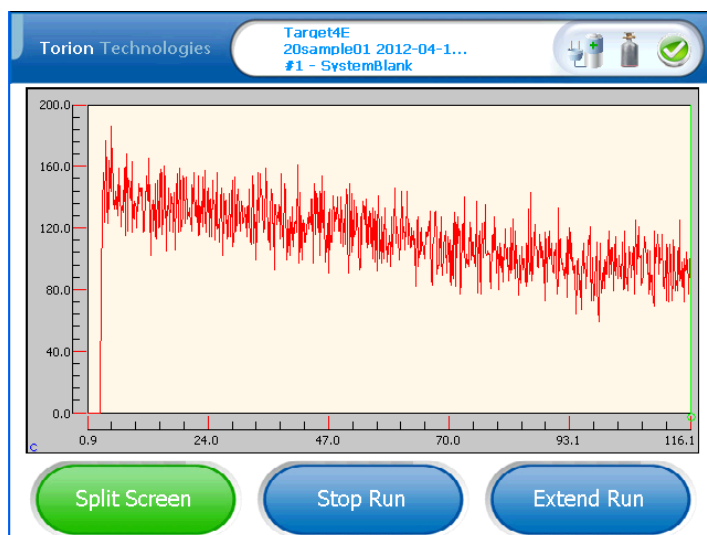 Torion Technologies
Target4E
20sample01 2012-04-1...
#1 - SystemBlank
200.0
160.0
120.0
80.0
40.0
0.0
0.9 24.0 47.0 70.0 93.1 116.1
C
Split Screen Stop Run Extend Run